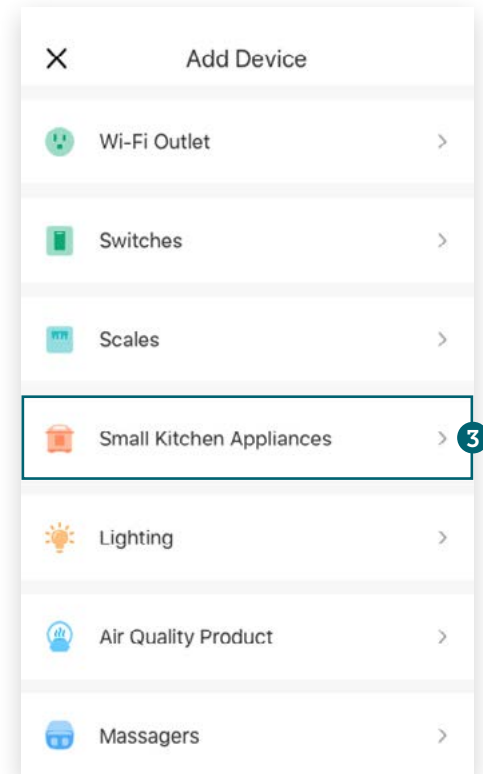 Add Device
Wi-Fi Outlet
Switches
Scales
Small Kitchen Appliances
3
Lighting
Air Quality Product
Massagers